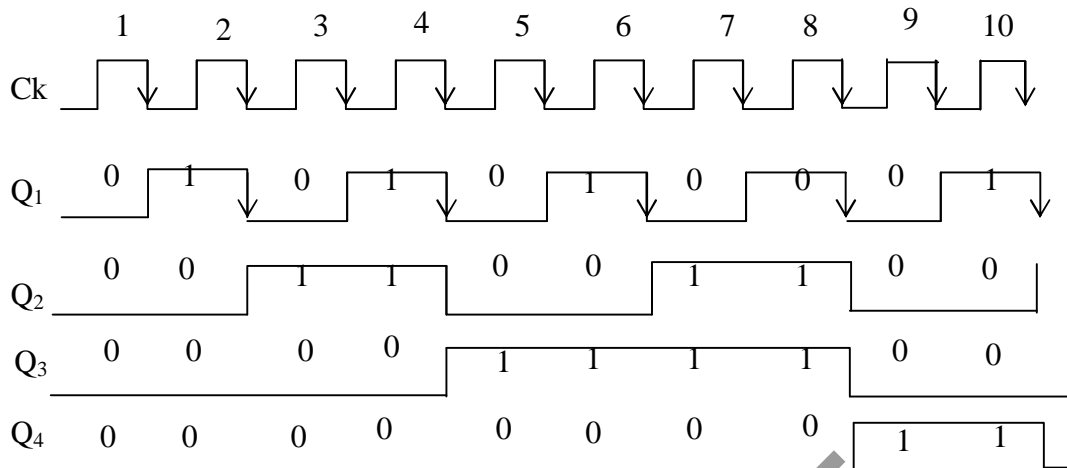 1 2 3 4 5 6 7 8 9 10
Ck
0 1 0 1 0 1 0 0 0 1
Q₁
0 0 1 1 0 0 1 1 0 0
Q₂
0 0 0 0 1 1 1 1 0 0
Q₃
Q₄ 0 0 0 0 0 0 0 0 1 1